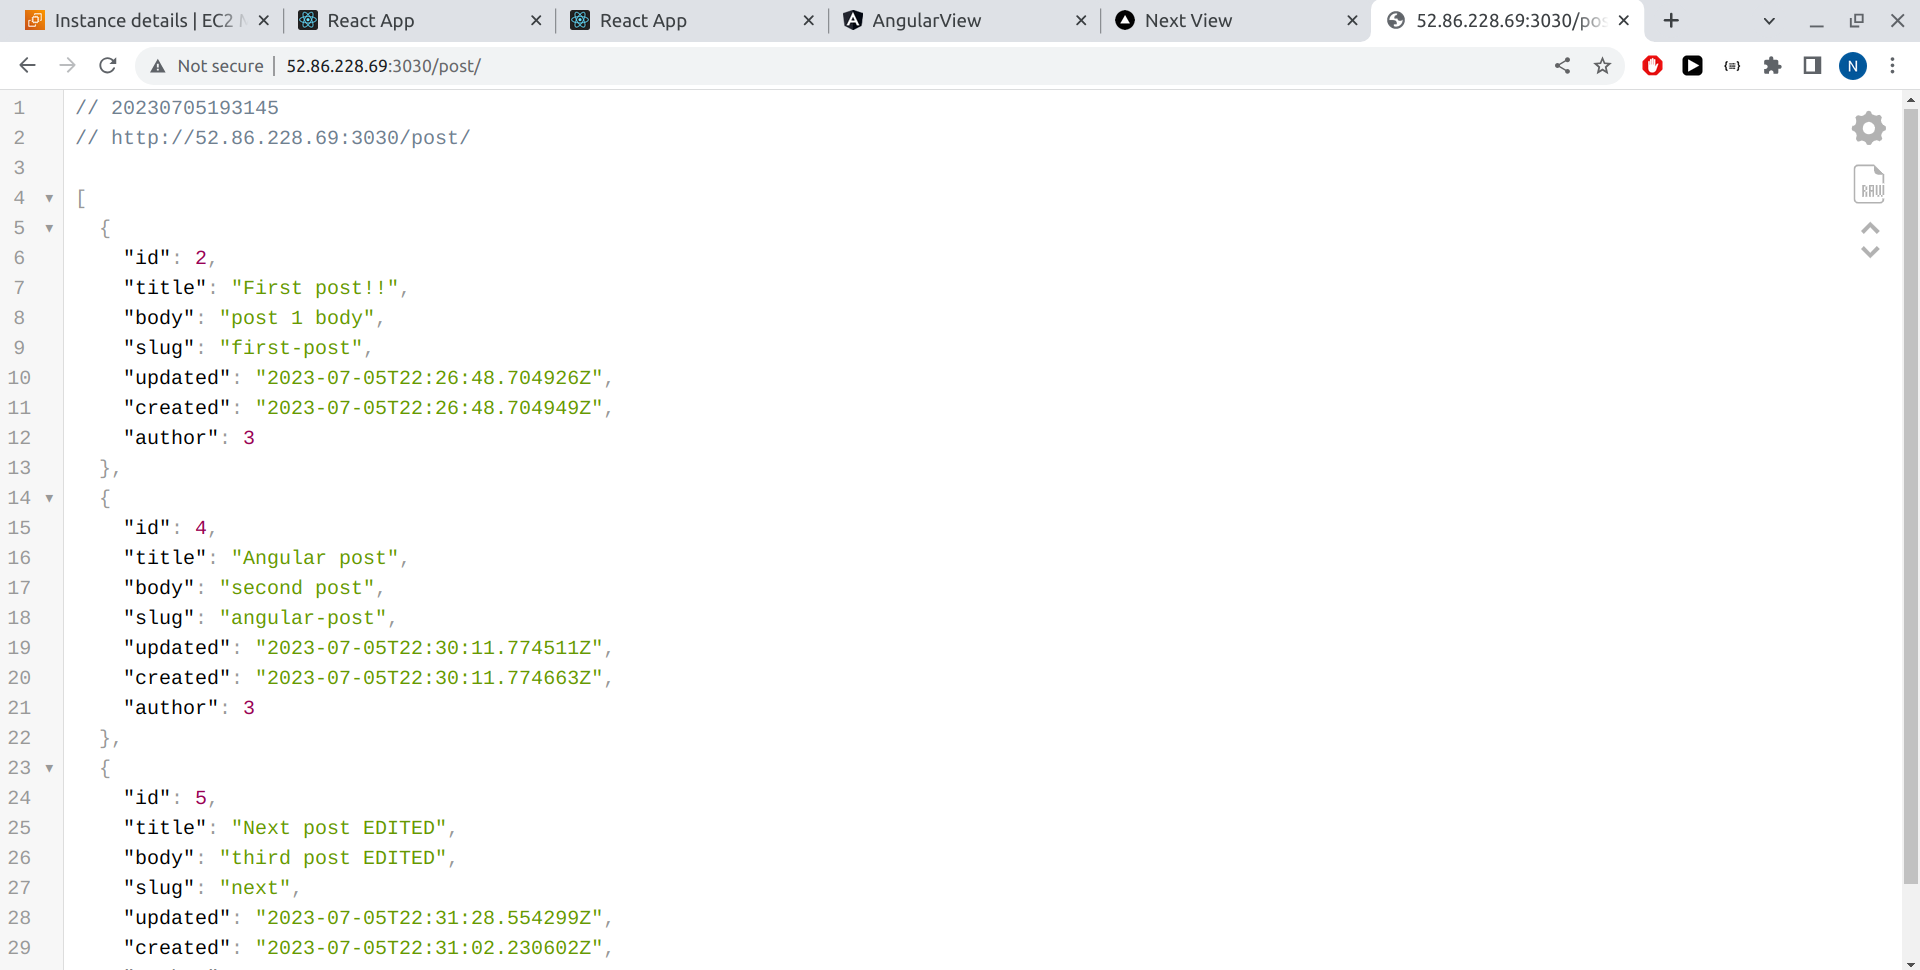 Instance details | EC2 M
React App
React App
AngularView
Next View
52.86.228.69:3030/pos
Not secure
52.86.228.69:3030/post/
N
1 // 20230705193145
2 // http://52.86.228.69:3030/post/
3
4 [
5 {
6 "id": 2,
7 "title": "First post!!",
8 "body": "post 1 body",
9 "slug": "first-post",
10 "updated": "2023-07-05T22:26:48.704926Z",
11 "created": "2023-07-05T22:26:48.704949Z",
12 "author": 3
13 },
14 {
15 "id": 4,
16 "title": "Angular post",
17 "body": "second post",
18 "slug": "angular-post",
19 "updated": "2023-07-05T22:30:11.774511Z",
20 "created": "2023-07-05T22:30:11.774663Z",
21 "author": 3
22 },
23 {
24 "id": 5,
25 "title": "Next post EDITED",
26 "body": "third post EDITED",
27 "slug": "next",
28 "updated": "2023-07-05T22:31:28.554299Z",
29 "created": "2023-07-05T22:31:02.230602Z",
RAW